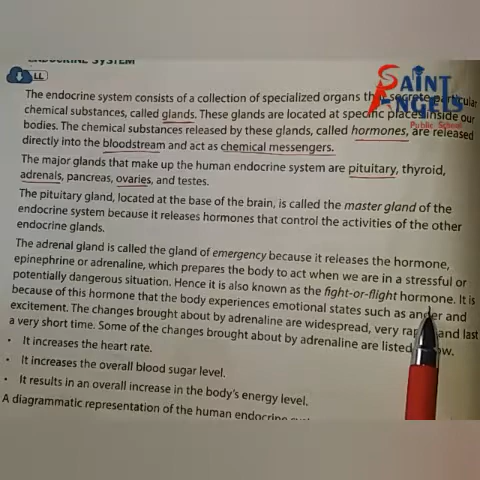 ENDOCRINE SYSTEM
LL
SAINT
ANGELS
Public School
The endocrine system consists of a collection of specialized organs that secrete particular
chemical substances, called glands. These glands are located at specific places inside our
bodies. The chemical substances released by these glands, called hormones, are released
directly into the bloodstream and act as chemical messengers.
The major glands that make up the human endocrine system are pituitary, thyroid,
adrenals, pancreas, ovaries, and testes.
The pituitary gland, located at the base of the brain, is called the master gland of the
endocrine system because it releases hormones that control the activities of the other
endocrine glands.
The adrenal gland is called the gland of emergency because it releases the hormone,
epinephrine or adrenaline, which prepares the body to act when we are in a stressful or
potentially dangerous situation. Hence it is also known as the fight-or-flight hormone. It is
because of this hormone that the body experiences emotional states such as and
excitement. The changes brought about by adrenaline are widespread, very and last
a very short time. Some of the changes brought about by adrenaline are listed
• It increases the heart rate.
• It increases the overall blood sugar level.
• It results in an overall increase in the body's energy level.
A diagrammatic representation of the human endocrine